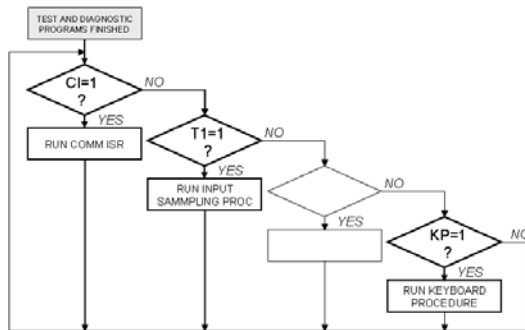 TEST AND DIAGNOSTIC
PROGRAMS FINISHED
CI=1
?
NO
YES
RUN COMM ISR
T1=1
?
NO
YES
RUN INPUT
SAMMPLING PROC
NO
YES
KP=1
?
NO
YES
RUN KEYBOARD
PROCEDURE